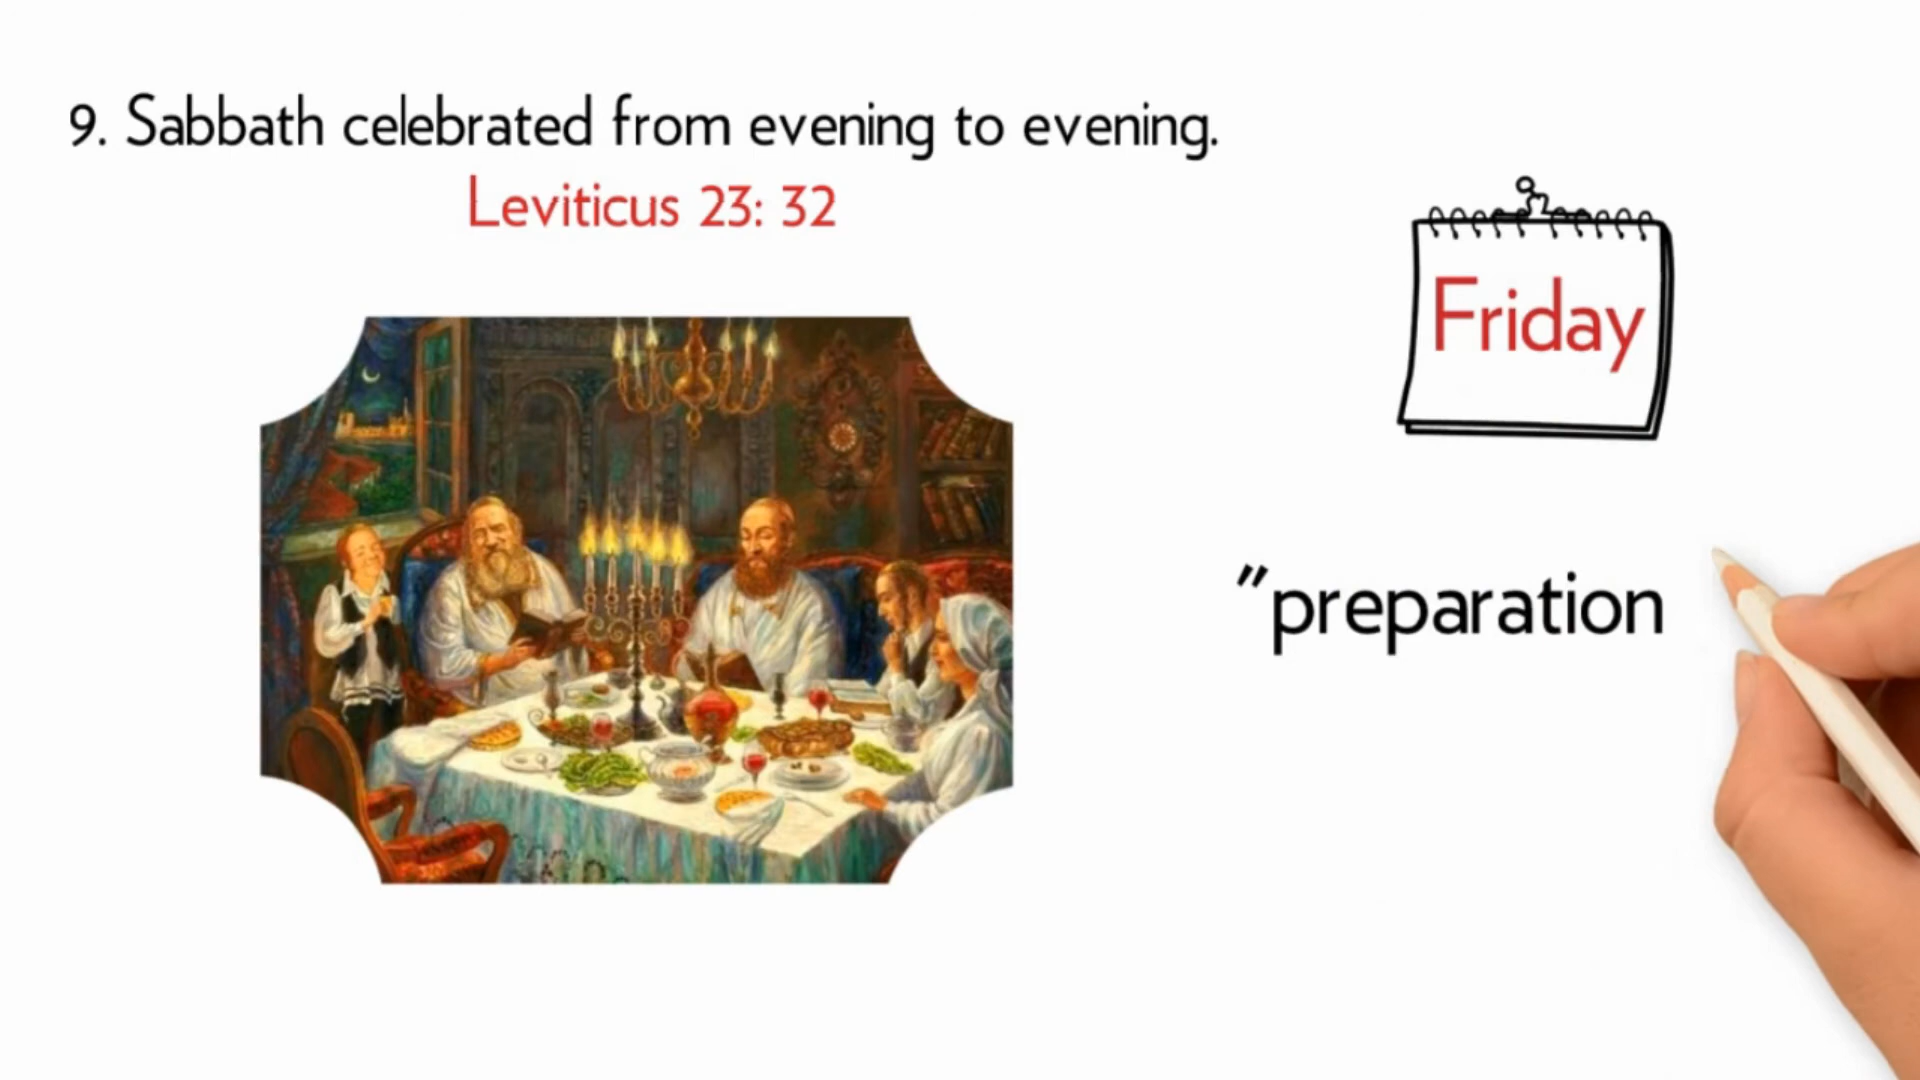 9. Sabbath celebrated from evening to evening.
Leviticus 23: 32
Friday
"preparation